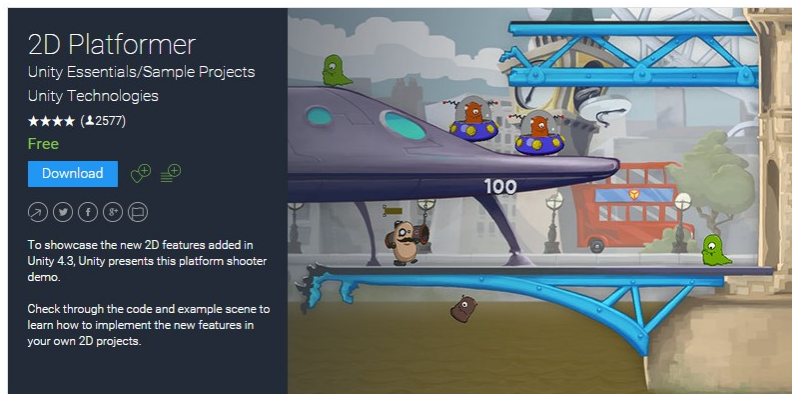 2D Platformer
Unity Essentials/Sample Projects
Unity Technologies
★★★★ (2577)
Free
Download
To showcase the new 2D features added in
Unity 4.3, Unity presents this platform shooter
demo.
Check through the code and example scene to
learn how to implement the new features in
your own 2D projects.
100